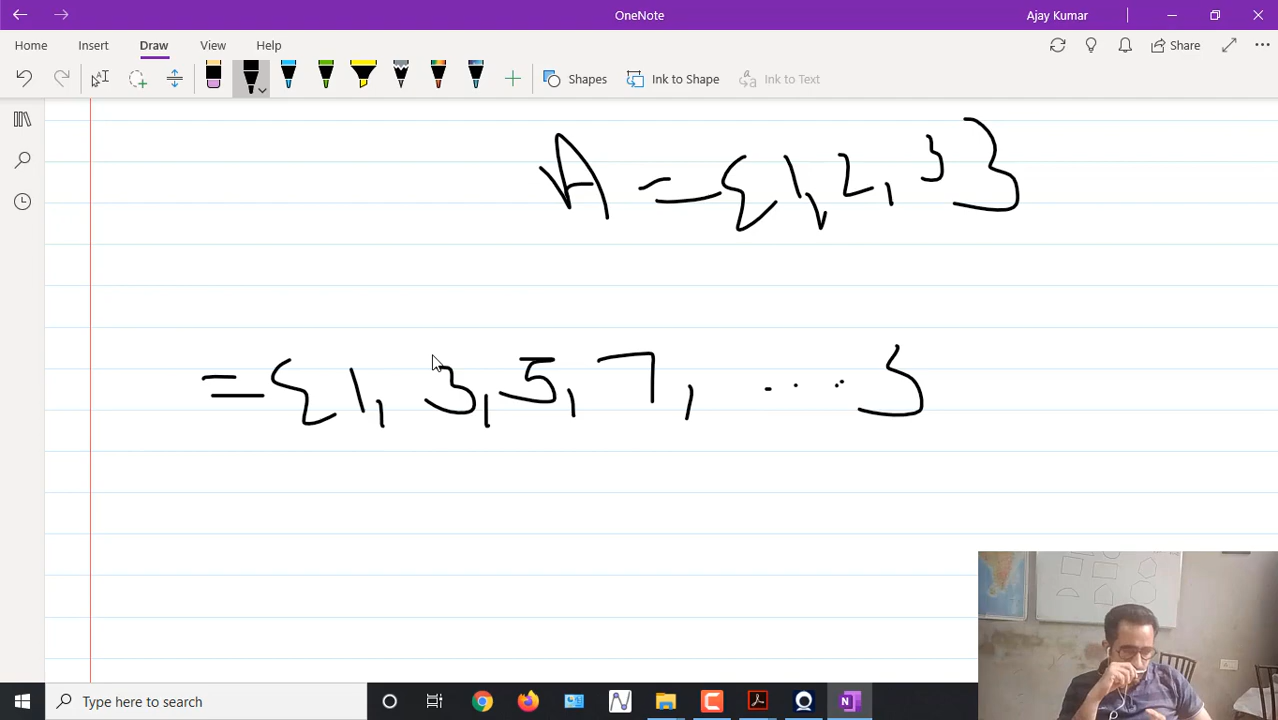 OneNote
Ajay Kumar
Home Insert Draw View Help
Share
Shapes Ink to Shape Ink to Text
A = {1, 2, 3}
= {1, 3, 5, 7, ...}
Type here to search